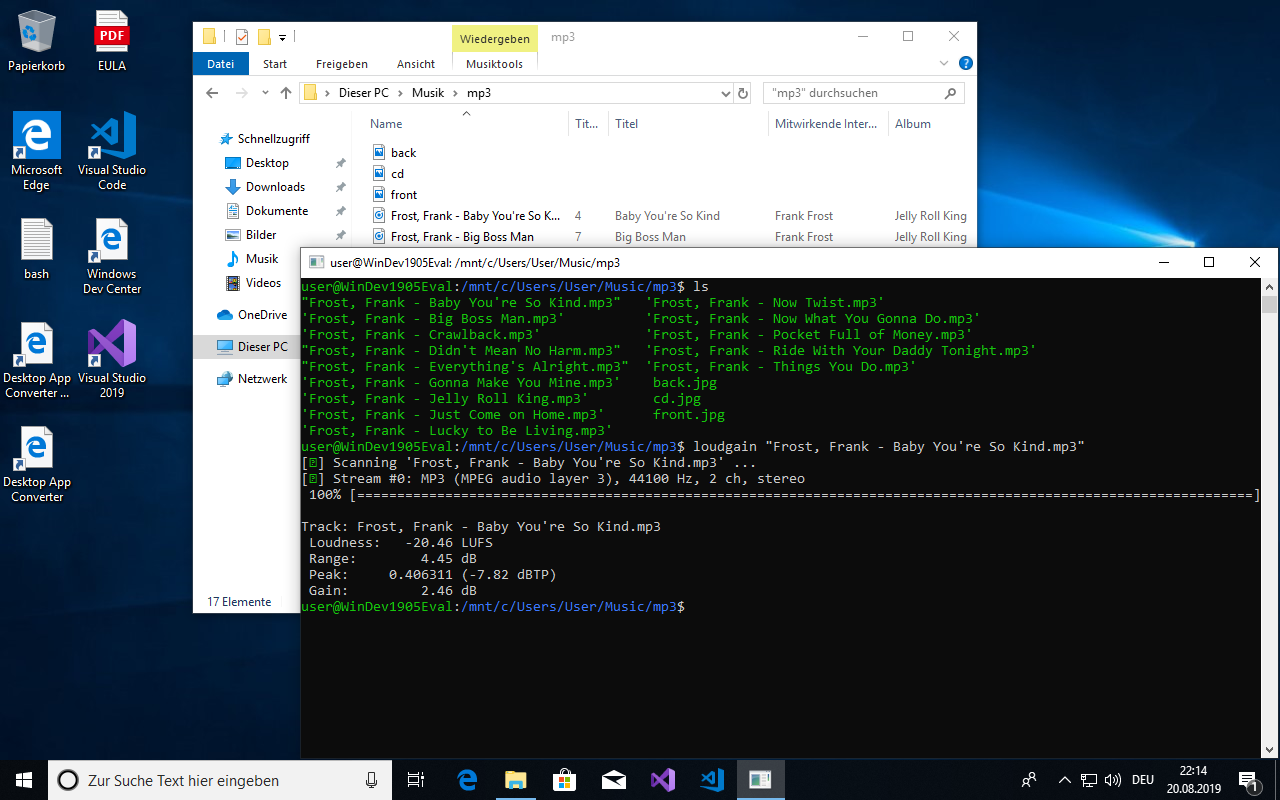 Papierkorb
EULA
Microsoft
Edge
Visual Studio
Code
bash
Windows
Dev Center
Desktop App
Converter ...
Visual Studio
2019
Desktop App
Converter
PDF
Wiedergeben
mp3
Datei
Start
Freigeben
Ansicht
Musiktools
Dieser PC > Musik > mp3
"mp3" durchsuchen
Name
Tit...
Titel
Mitwirkende Inter...
Album
Schnellzugriff
Desktop
Downloads
Dokumente
Bilder
Musik
Videos
OneDrive
Dieser PC
Netzwerk
back
cd
front
Frost, Frank - Baby You're So K... 4 Baby You're So Kind Frank Frost Jelly Roll King
Frost, Frank - Big Boss Man 7 Big Boss Man Frank Frost Jelly Roll King
17 Elemente
user@WinDev1905Eval: /mnt/c/Users/User/Music/mp3
user@WinDev1905Eval:/mnt/c/Users/User/Music/mp3$ ls
"Frost, Frank - Baby You're So Kind.mp3" 'Frost, Frank - Now Twist.mp3'
'Frost, Frank - Big Boss Man.mp3' 'Frost, Frank - Now What You Gonna Do.mp3'
'Frost, Frank - Crawlback.mp3' 'Frost, Frank - Pocket Full of Money.mp3'
"Frost, Frank - Didn't Mean No Harm.mp3" 'Frost, Frank - Ride With Your Daddy Tonight.mp3'
"Frost, Frank - Everything's Alright.mp3" 'Frost, Frank - Things You Do.mp3'
'Frost, Frank - Gonna Make You Mine.mp3' back.jpg
'Frost, Frank - Jelly Roll King.mp3' cd.jpg
'Frost, Frank - Just Come on Home.mp3' front.jpg
'Frost, Frank - Lucky to Be Living.mp3'
user@WinDev1905Eval:/mnt/c/Users/User/Music/mp3$ loudgain "Frost, Frank - Baby You're So Kind.mp3"
[⍰] Scanning 'Frost, Frank - Baby You're So Kind.mp3' ...
[⍰] Stream #0: MP3 (MPEG audio layer 3), 44100 Hz, 2 ch, stereo
100% [=================================================================================================================]
Track: Frost, Frank - Baby You're So Kind.mp3
Loudness: -20.46 LUFS
Range: 4.45 dB
Peak: 0.406311 (-7.82 dBTP)
Gain: 2.46 dB
user@WinDev1905Eval:/mnt/c/Users/User/Music/mp3$
Zur Suche Text hier eingeben
DEU
22:14
20.08.2019
1